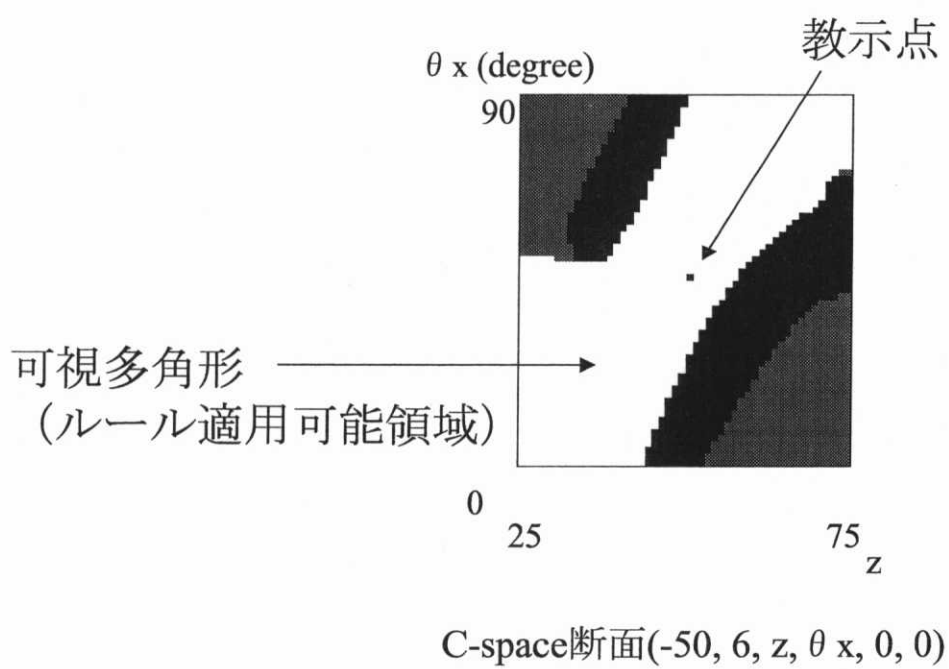 教示点
θ x (degree)
90
可視多角形
（ルール適用可能領域）
0
25
75
z
C-space断面(-50, 6, z, θ x, 0, 0)